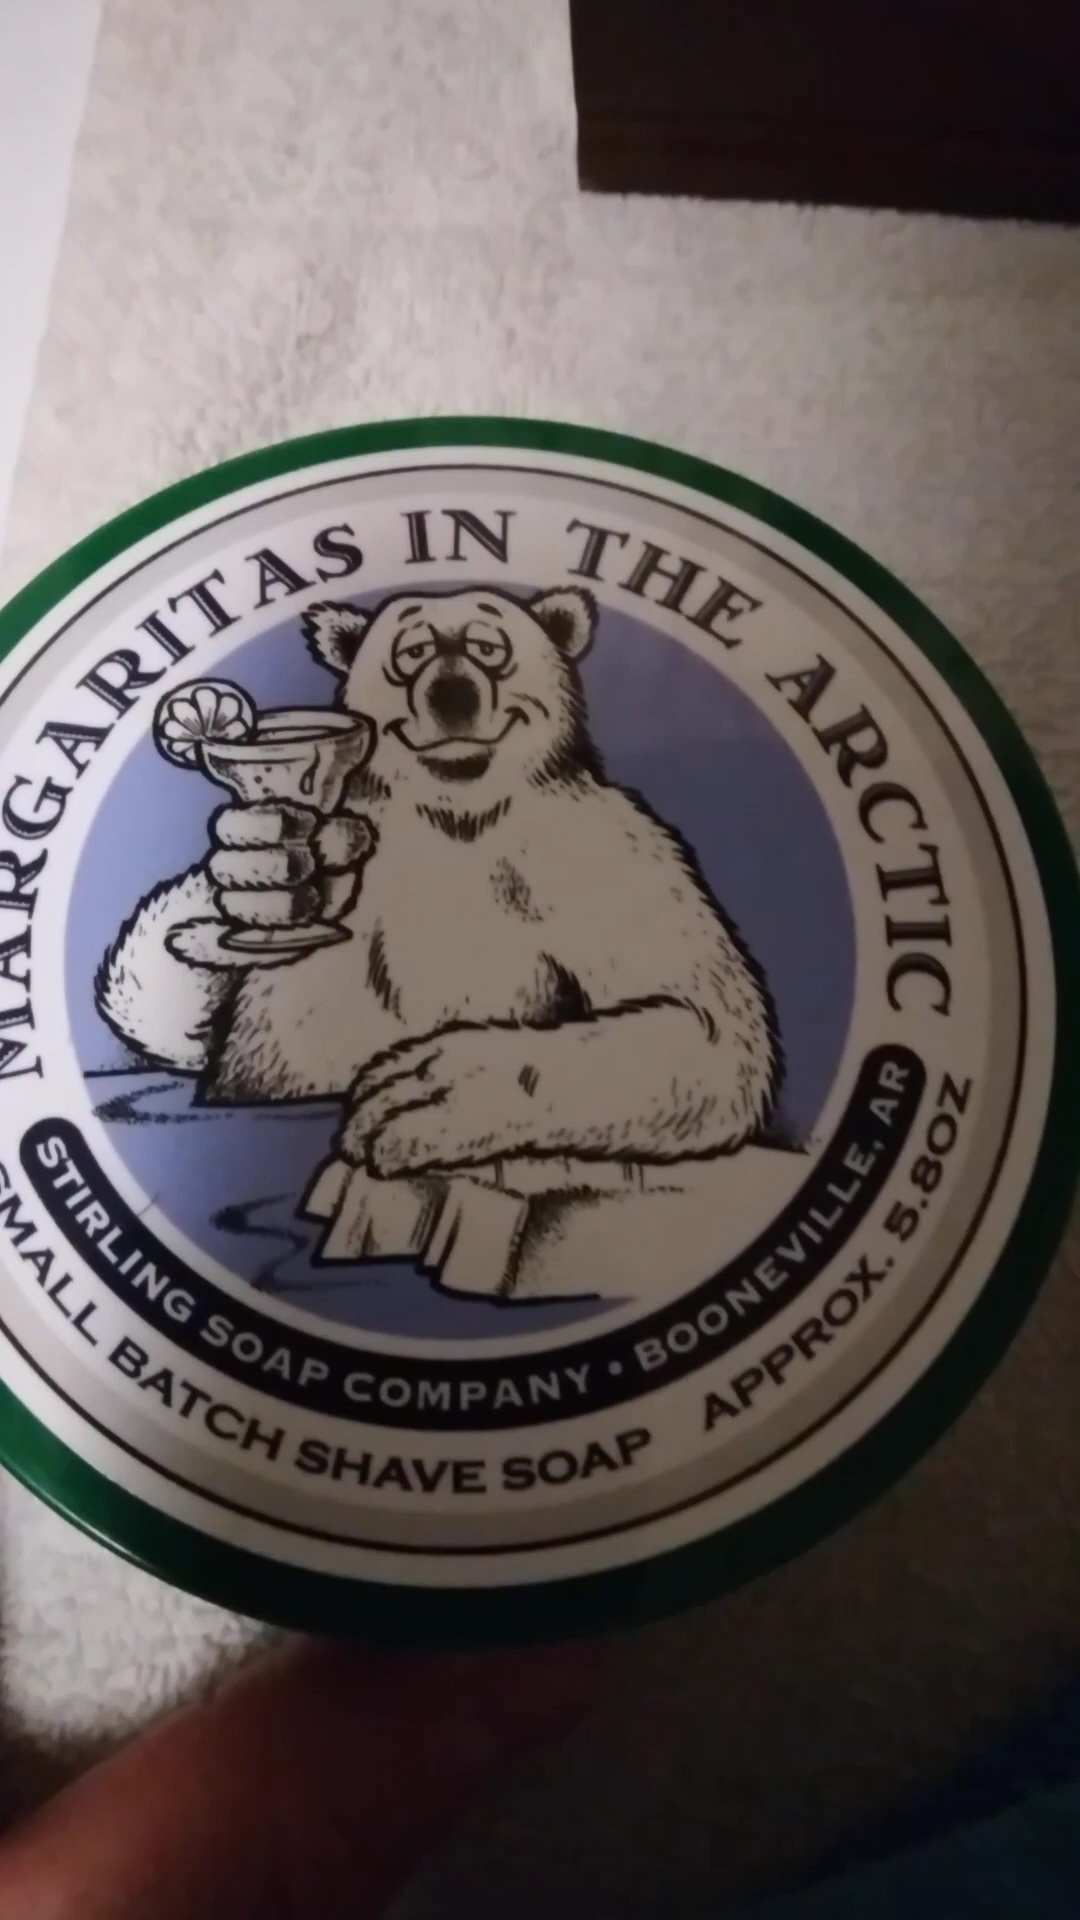 MARGARITAS IN THE ARCTIC
STIRLING SOAP COMPANY • BOONEVILLE, AR
SMALL BATCH SHAVE SOAP APPROX. 5.8OZ